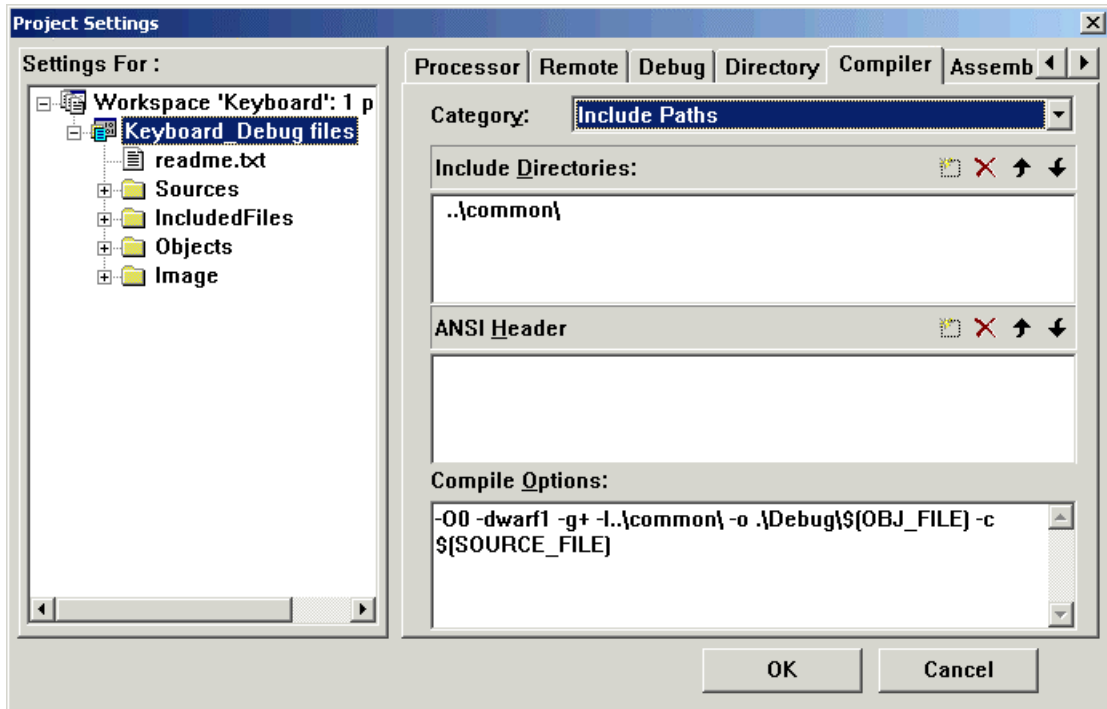 Project Settings
Settings For :
Workspace 'Keyboard': 1 p
Keyboard_Debug files
readme.txt
Sources
IncludedFiles
Objects
Image
Processor Remote Debug Directory Compiler Assemb
Category: Include Paths
Include Directories:
..\common\
ANSI Header
Compile Options:
-O0 -dwarf1 -g+ -I..\common\ -o .\Debug\$(OBJ_FILE) -c
$(SOURCE_FILE)
OK Cancel